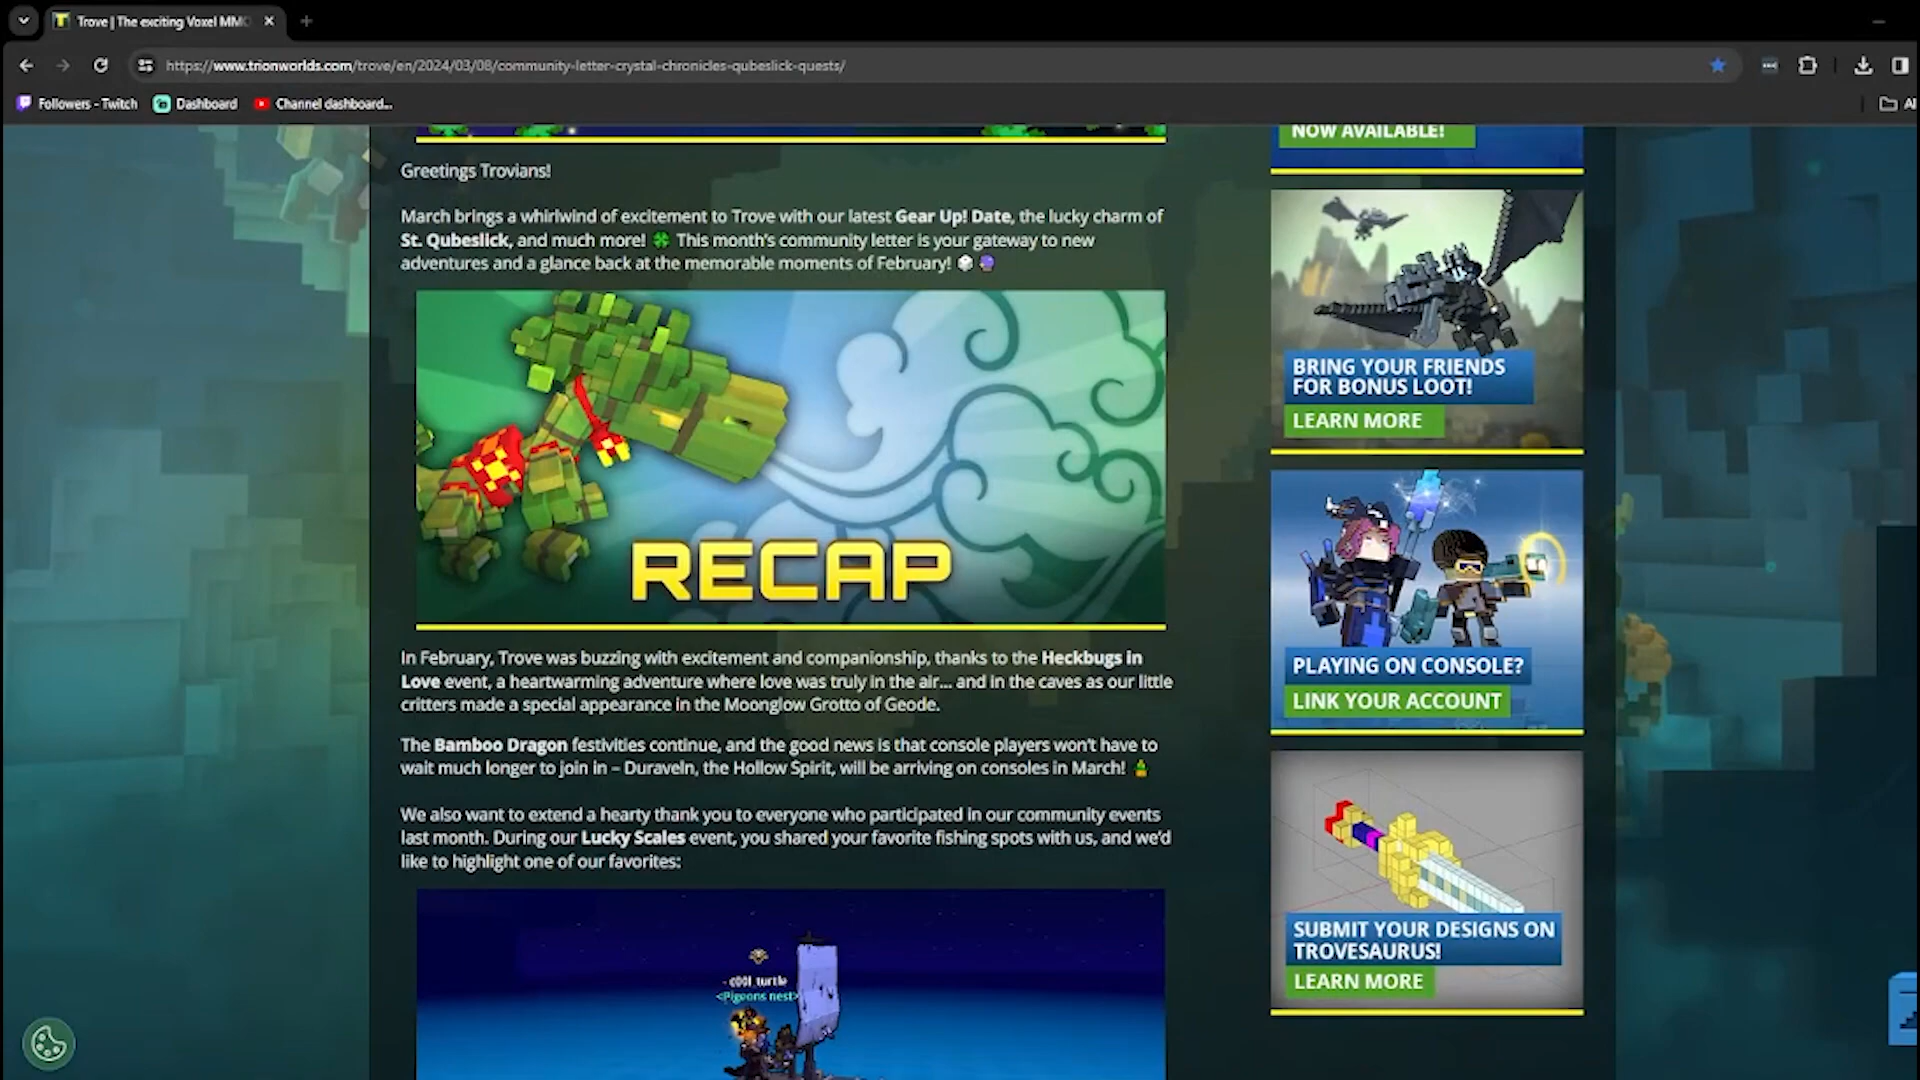 Trove | The exciting Voxel MMO
https://www.trionworlds.com/trove/en/2024/03/08/community-letter-crystal-chronicles-qubeslick-quests/
Followers - Twitch
Dashboard
Channel dashboard...
Al
Greetings Trovians!
March brings a whirlwind of excitement to Trove with our latest Gear Up! Date, the lucky charm of
St. Qubeslick, and much more! 🍀 This month's community letter is your gateway to new
adventures and a glance back at the memorable moments of February! 🎲 🔮
RECAP
In February, Trove was buzzing with excitement and companionship, thanks to the Heckbugs in
Love event, a heartwarming adventure where love was truly in the air... and in the caves as our little
critters made a special appearance in the Moonglow Grotto of Geode.
The Bamboo Dragon festivities continue, and the good news is that console players won't have to
wait much longer to join in – Duraveln, the Hollow Spirit, will be arriving on consoles in March! 🎍
We also want to extend a hearty thank you to everyone who participated in our community events
last month. During our Lucky Scales event, you shared your favorite fishing spots with us, and we'd
like to highlight one of our favorites:
- c00l_turtle
<Pigeons nest>
NOW AVAILABLE!
BRING YOUR FRIENDS
FOR BONUS LOOT!
LEARN MORE
PLAYING ON CONSOLE?
LINK YOUR ACCOUNT
SUBMIT YOUR DESIGNS ON
TROVESAURUS!
LEARN MORE